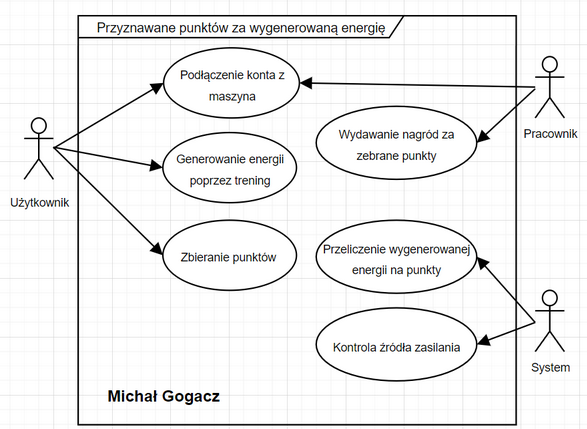 Przyznawane punktów za wygenerowaną energię
Podłączenie konta z
maszyna
Pracownik
Wydawanie nagród za
zebrane punkty
Użytkownik
Generowanie energii
poprzez trening
Zbieranie punktów
Przeliczenie wygenerowanej
energii na punkty
Kontrola źródła zasilania
System
Michał Gogacz